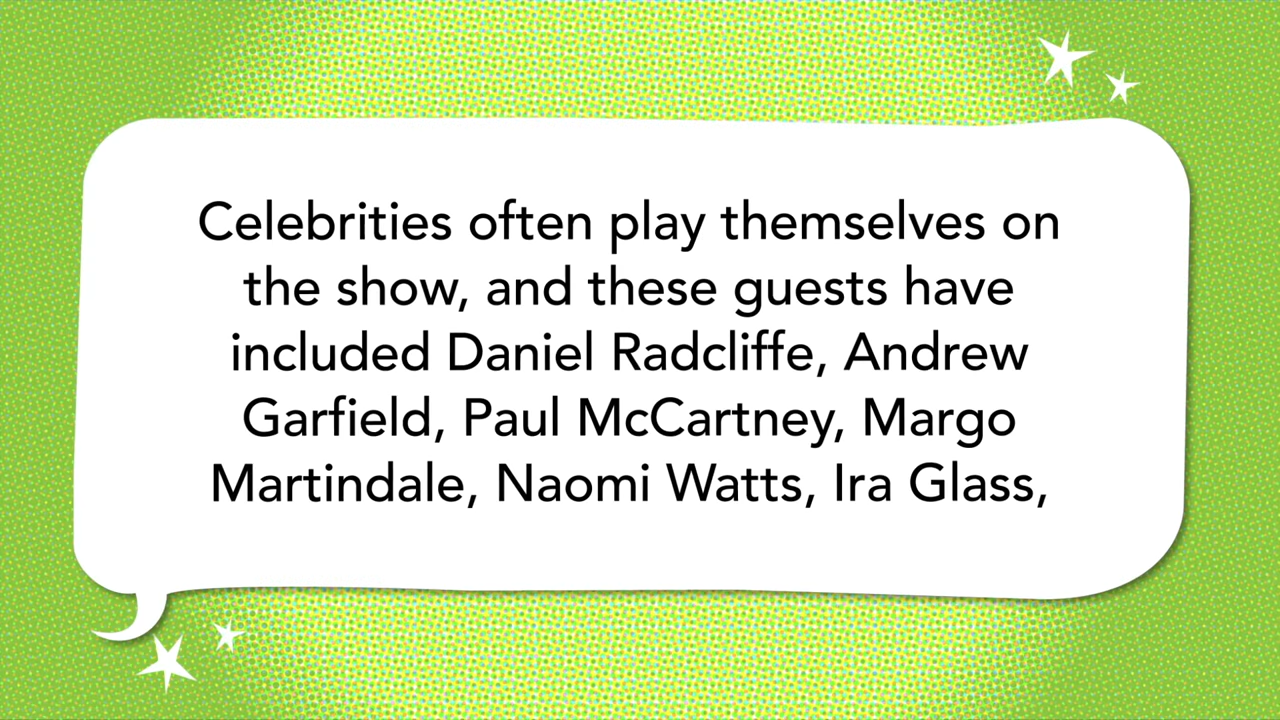 Celebrities often play themselves on
the show, and these guests have
included Daniel Radcliffe, Andrew
Garfield, Paul McCartney, Margo
Martindale, Naomi Watts, Ira Glass,